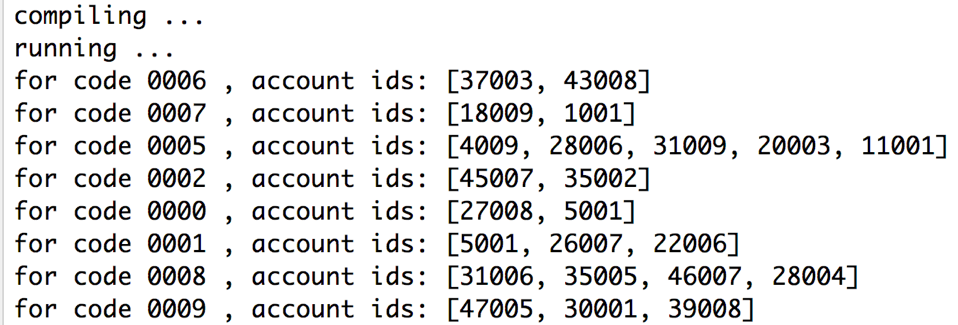 compiling ...
running ...
for code 0006 , account ids: [37003, 43008]
for code 0007 , account ids: [18009, 1001]
for code 0005 , account ids: [4009, 28006, 31009, 20003, 11001]
for code 0002 , account ids: [45007, 35002]
for code 0000 , account ids: [27008, 5001]
for code 0001 , account ids: [5001, 26007, 22006]
for code 0008 , account ids: [31006, 35005, 46007, 28004]
for code 0009 , account ids: [47005, 30001, 39008]